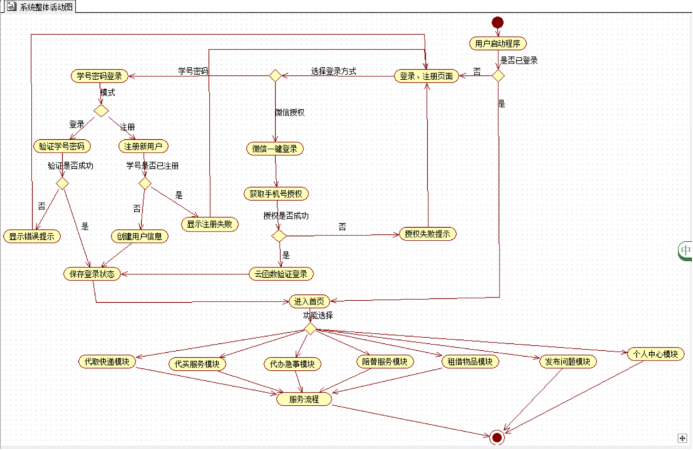 系统整体活动图
用户启动程序
是否已登录
否
是
登录、注册页面
选择登录方式
学号密码
学号密码登录
模式
登录
注册
微信授权
验证学号密码
注册新用户
微信一键登录
验证是否成功
学号是否已注册
获取手机号授权
否
是
否
是
授权是否成功
显示错误提示
创建用户信息
显示注册失败
否
授权失败提示
是
保存登录状态
云函数验证登录
进入首页
功能选择
代取快递模块
代买服务模块
代办急事模块
陪替服务模块
租借物品模块
发布问题模块
个人中心模块
服务流程
中